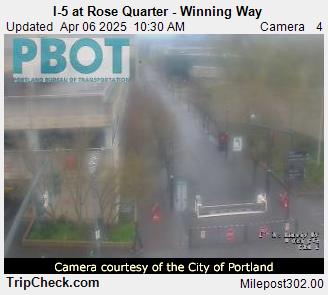 I-5 at Rose Quarter - Winning Way
Updated Apr 06 2025 10:30 AM Camera 4
PBOT
PORTLAND BUREAU OF TRANSPORTATION
Camera courtesy of the City of Portland
TripCheck.com Milepost302.00